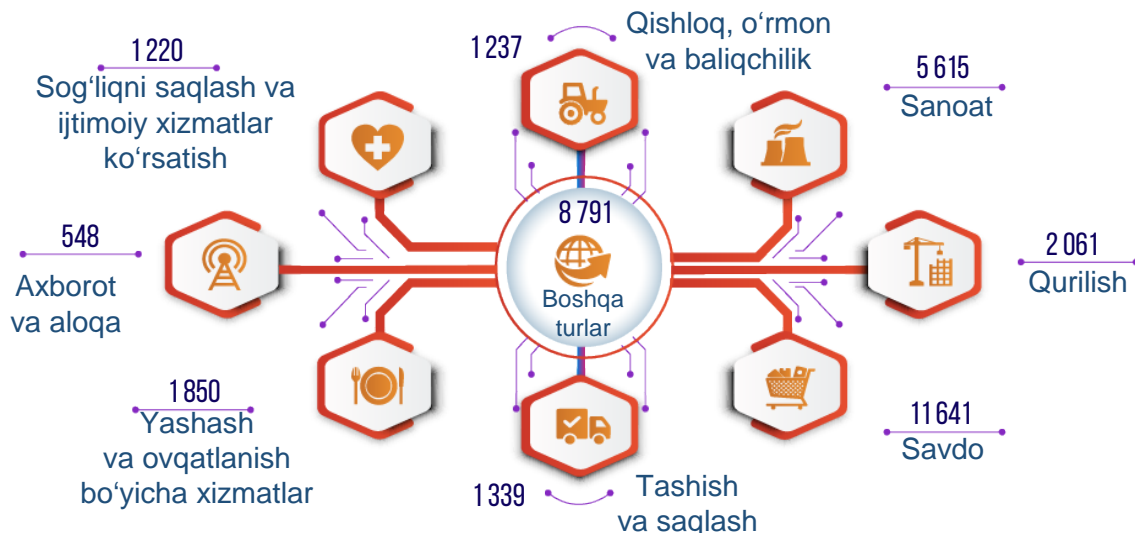 1 220
Sog‘liqni saqlash va
ijtimoiy xizmatlar
ko‘rsatish
1 237
Qishloq, o‘rmon
va baliqchilik
5 615
Sanoat
548
Axborot
va aloqa
8 791
Boshqa
turlar
2 061
Qurilish
1 850
Yashash
va ovqatlanish
bo‘yicha xizmatlar
1 339
Tashish
va saqlash
11 641
Savdo